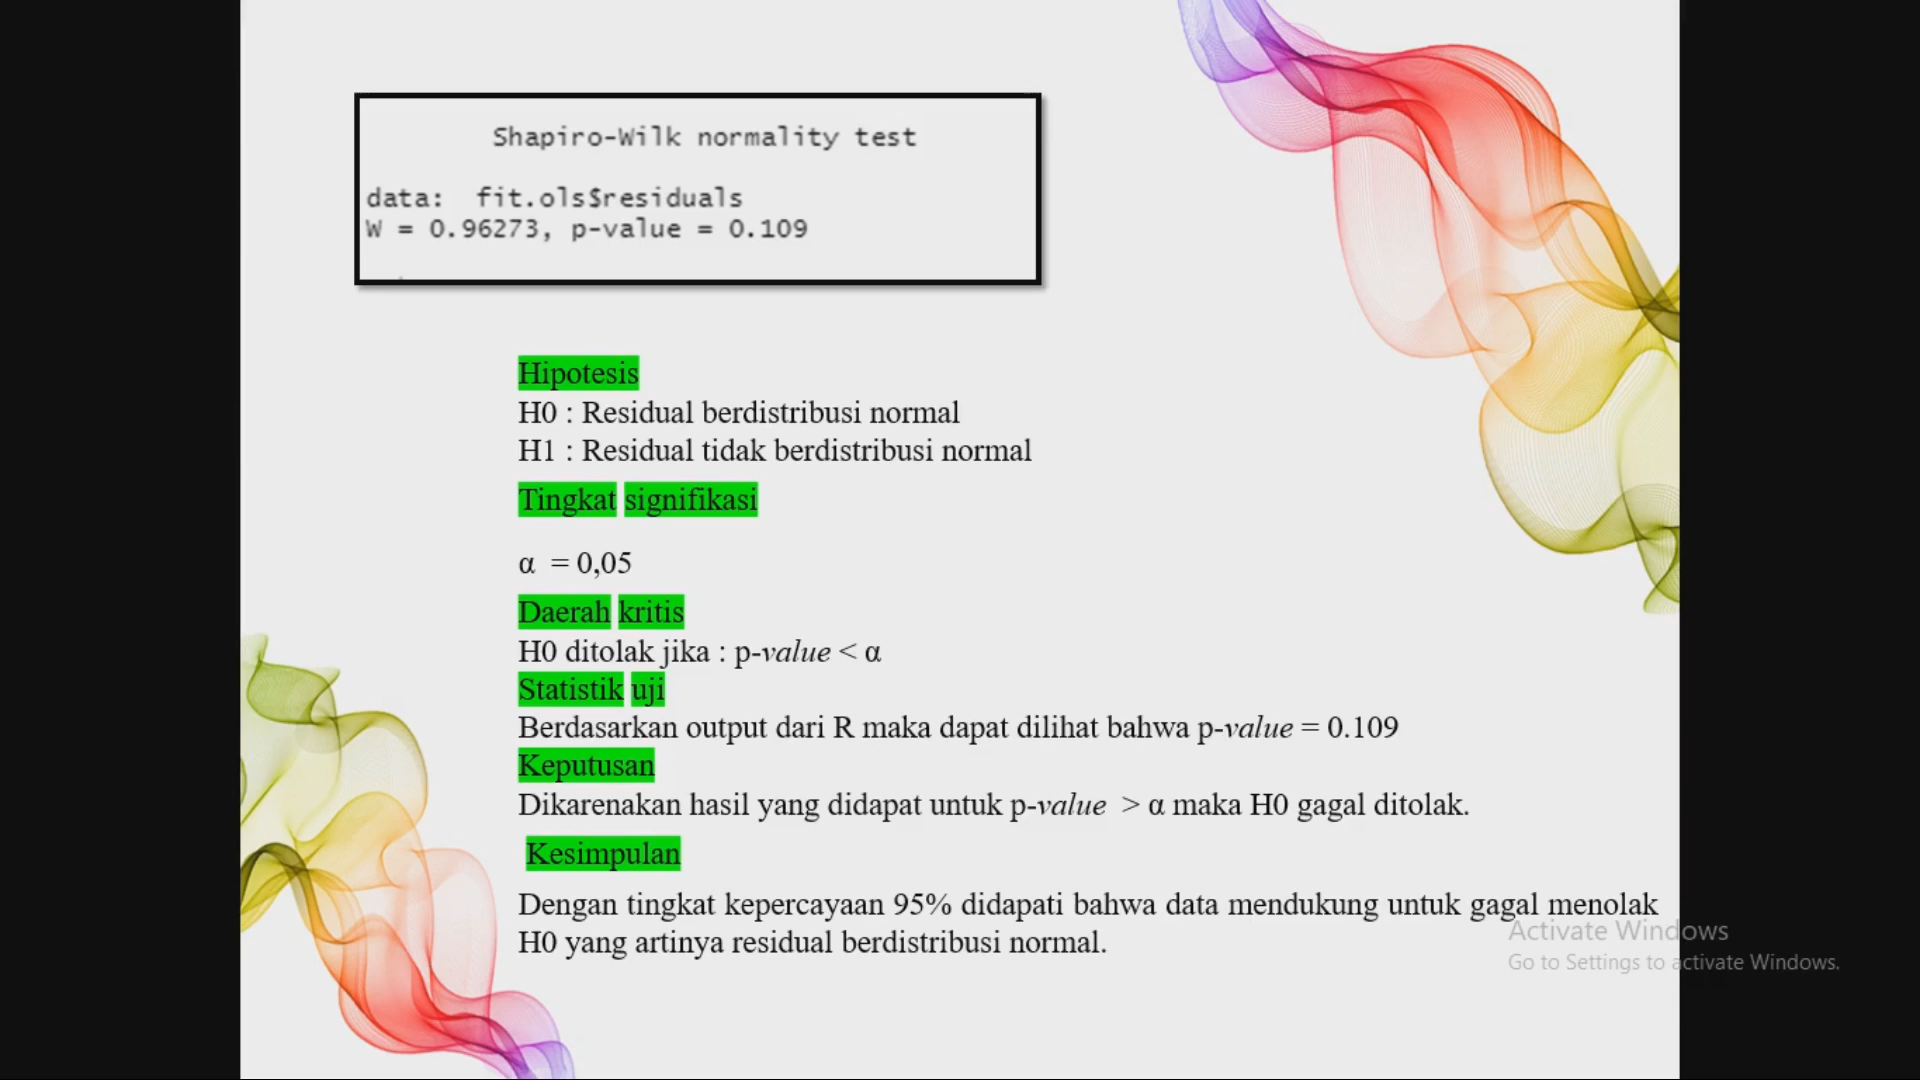 Shapiro-Wilk normality test
data:  fit.ols$residuals
W = 0.96273, p-value = 0.109
Hipotesis
H0 : Residual berdistribusi normal
H1 : Residual tidak berdistribusi normal
Tingkat signifikasi
α = 0,05
Daerah kritis
H0 ditolak jika : p-value < α
Statistik uji
Berdasarkan output dari R maka dapat dilihat bahwa p-value = 0.109
Keputusan
Dikarenakan hasil yang didapat untuk p-value > α maka H0 gagal ditolak.
Kesimpulan
Dengan tingkat kepercayaan 95% didapati bahwa data mendukung untuk gagal menolak
H0 yang artinya residual berdistribusi normal.
Activate Windows
Go to Settings to activate Windows.